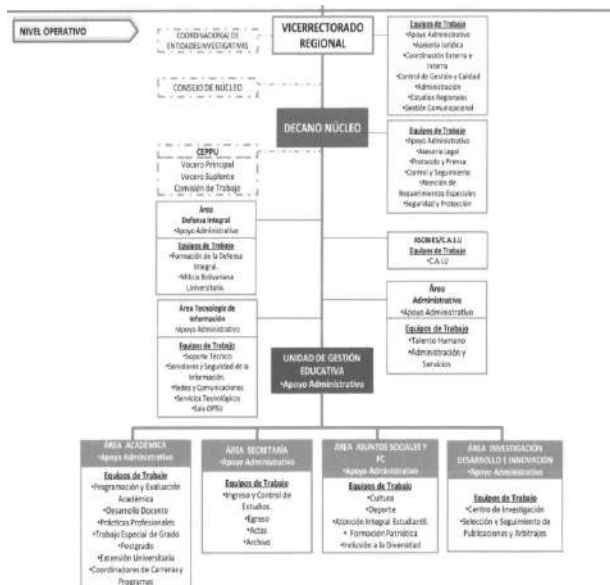 NIVEL OPERATIVO
COORDINACIONAL DE
ENTIDADES INVESTIGATIVAS
VICERRECTORADO
REGIONAL
Equipos de Trabajo
•Apoyo Administrativo
•Asesoría Jurídica
•Coordinación Externa e
Interna
•Control de Gestión y Calidad
•Administración
•Estudios Regionales
•Gestión Comunicacional
CONSEJO DE NÚCLEO
DECANO NÚCLEO
Equipos de Trabajo
•Apoyo Administrativo
•Asesoría Legal
•Protocolo y Prensa
•Control y Seguimiento
•Atención de
Requerimientos Especiales
•Seguridad y Protección
CEPPU
Vocero Principal
Vocero Suplente
Comisión de Trabajo
Área
Defensa Integral
•Apoyo Administrativo
Equipos de Trabajo
•Formación de la Defensa
Integral.
•Milicia Bolivariana
Universitaria.
Equipos de Trabajo
•C.A.I.U
Área Tecnología de
Información
•Apoyo Administrativo
Equipos de Trabajo
•Soporte Técnico
•Servidores y Seguridad de la
Información.
•Redes y Comunicaciones
•Servicios Tecnológicos
•Sala OPSU
Área
Administrativo
•Apoyo Administrativo
Equipos de Trabajo
•Talento Humano
•Administración y
Servicios
UNIDAD DE GESTIÓN
EDUCATIVA
•Apoyo Administrativo
ÁREA ACADÉMICA
•Apoyo Administrativo
Equipos de Trabajo
•Programación y Evaluación
Académica
•Desarrollo Docente
•Prácticas Profesionales
•Trabajo Especial de Grado
•Postgrado
•Extensión Universitaria
•Coordinadores de Carreras y
Programas
ÁREA SECRETARÍA
•Apoyo Administrativo
Equipos de Trabajo
•Ingreso y Control de
Estudios.
•Egreso
•Actas
•Archivo
ÁREA ASUNTOS SOCIALES Y
PC
•Apoyo Administrativo
Equipos de Trabajo
•Cultura
•Deporte
•Atención Integral Estudiantil.
• Formación Patriótica
•Inclusión a la Diversidad
ÁREA INVESTIGACIÓN
DESARROLLO E INNOVACIÓN
•Apoyo Administrativo
Equipos de Trabajo
•Centro de Investigación
•Selección y Seguimiento de
Publicaciones y Arbitrajes